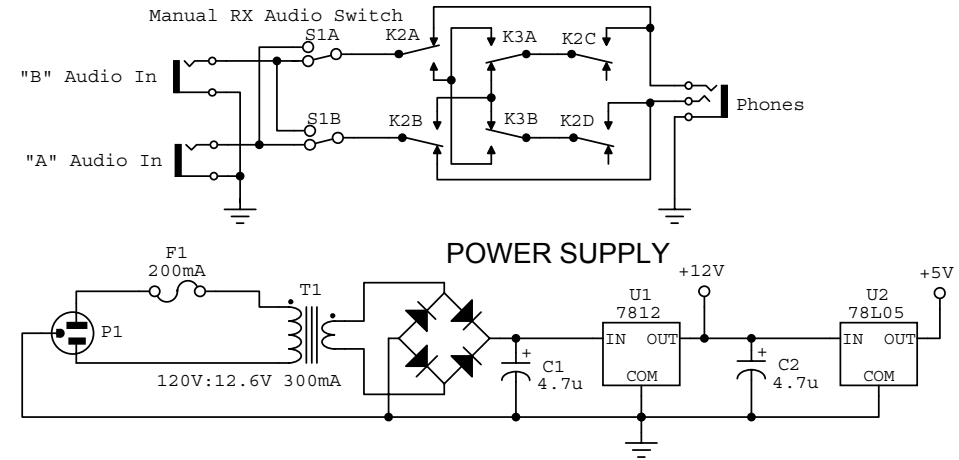 Manual RX Audio Switch
S1A
K2A
K3A
K2C
"B" Audio In
Phones
S1B
K2B
K3B
K2D
"A" Audio In
POWER SUPPLY
F1
200mA
+12V
+5V
T1
U1
7812
U2
78L05
P1
IN OUT
IN OUT
+
C1
4.7u
+
C2
4.7u
120V:12.6V 300mA
COM
COM